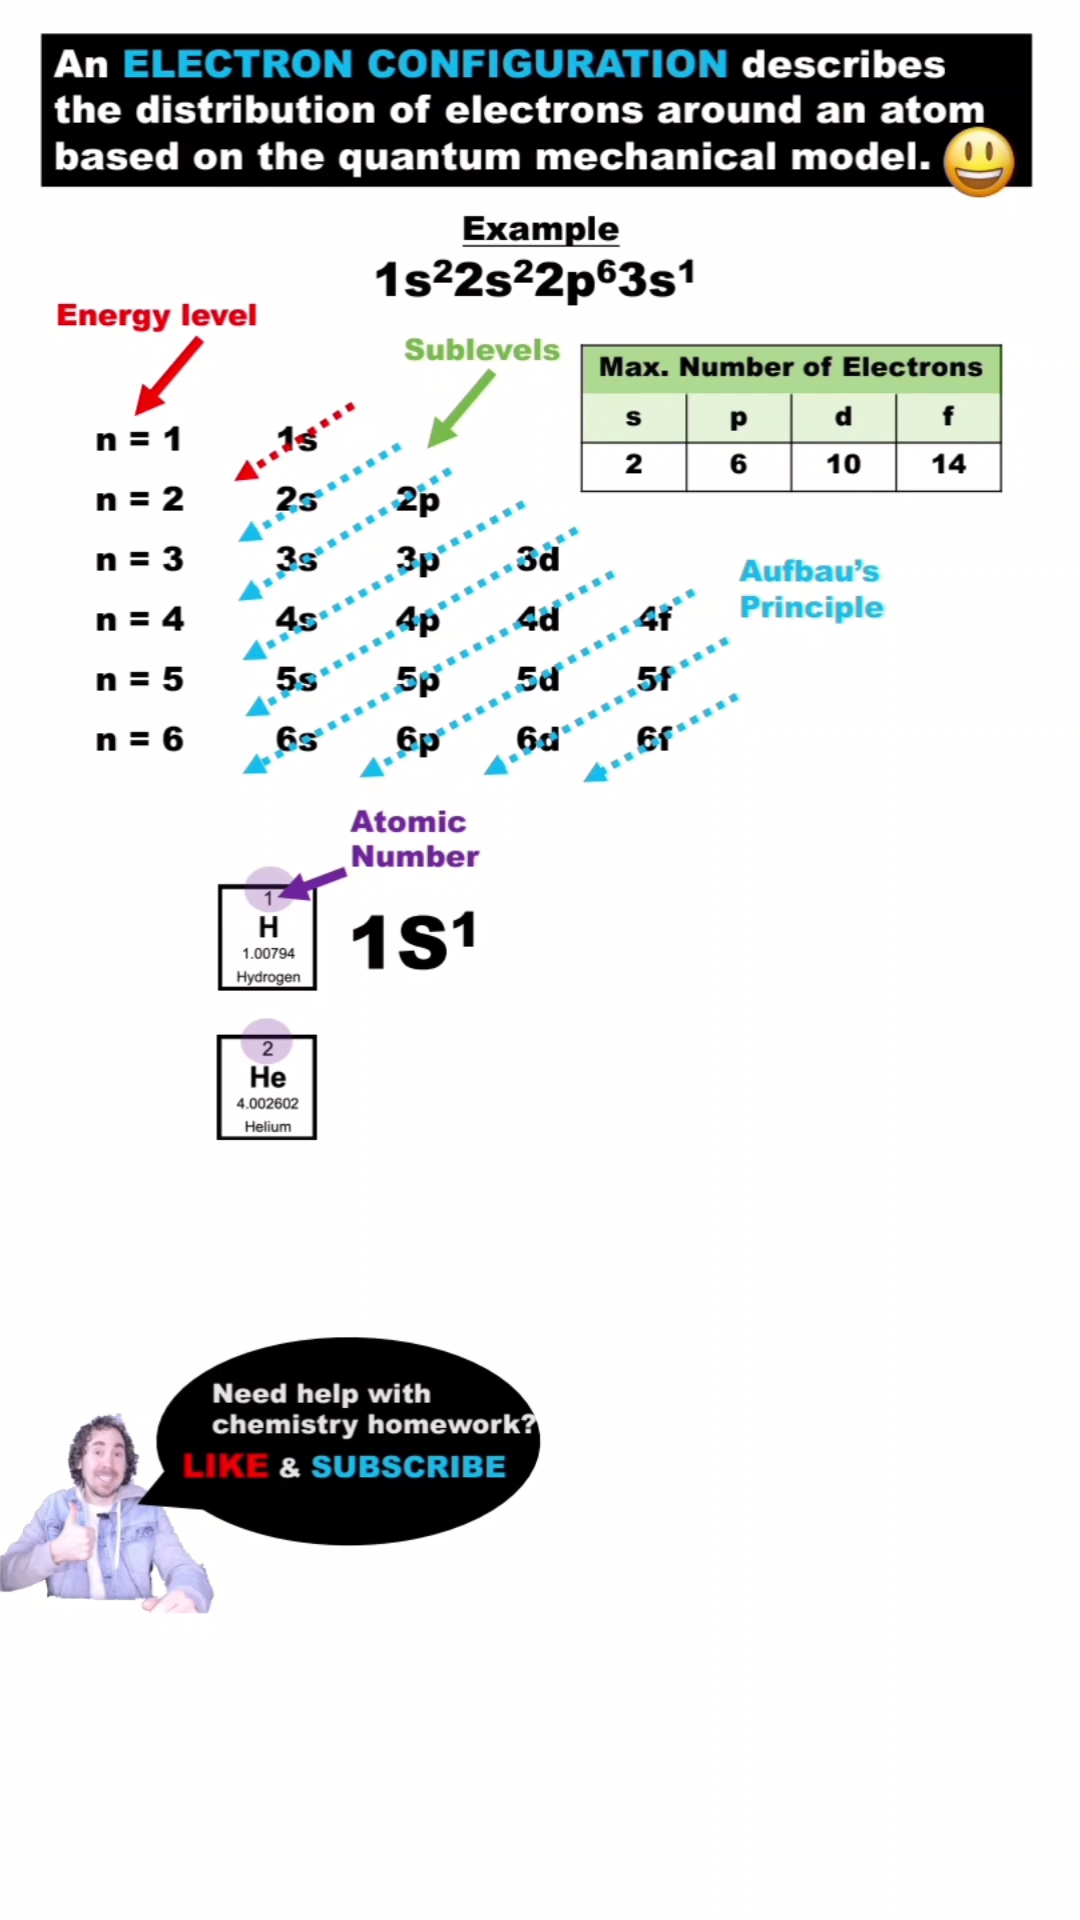 An ELECTRON CONFIGURATION describes
the distribution of electrons around an atom
based on the quantum mechanical model.
Example
1s²2s²2p⁶3s¹
Energy level
Sublevels
Max. Number of Electrons
s p d f
2 6 10 14
n = 1 1s
n = 2 2s 2p
n = 3 3s 3p 3d
n = 4 4s 4p 4d 4f
n = 5 5s 5p 5d 5f
n = 6 6s 6p 6d 6f
Aufbau’s
Principle
Atomic
Number
1
H
1.00794
Hydrogen
1S¹
2
He
4.002602
Helium
Need help with
chemistry homework?
LIKE & SUBSCRIBE